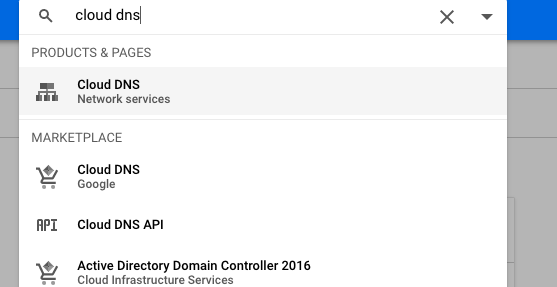 cloud dns
PRODUCTS & PAGES
Cloud DNS
Network services
MARKETPLACE
Cloud DNS
Google
API Cloud DNS API
Active Directory Domain Controller 2016
Cloud Infrastructure Services